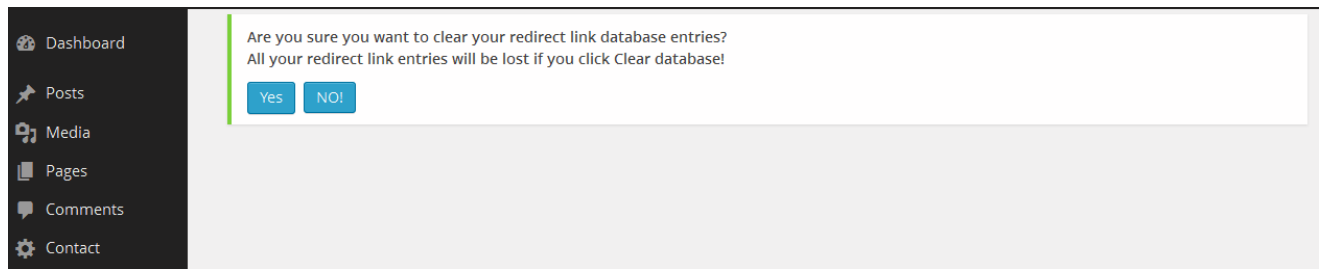 Dashboard
Posts
Media
Pages
Comments
Contact
Are you sure you want to clear your redirect link database entries?
All your redirect link entries will be lost if you click Clear database!
Yes NO!